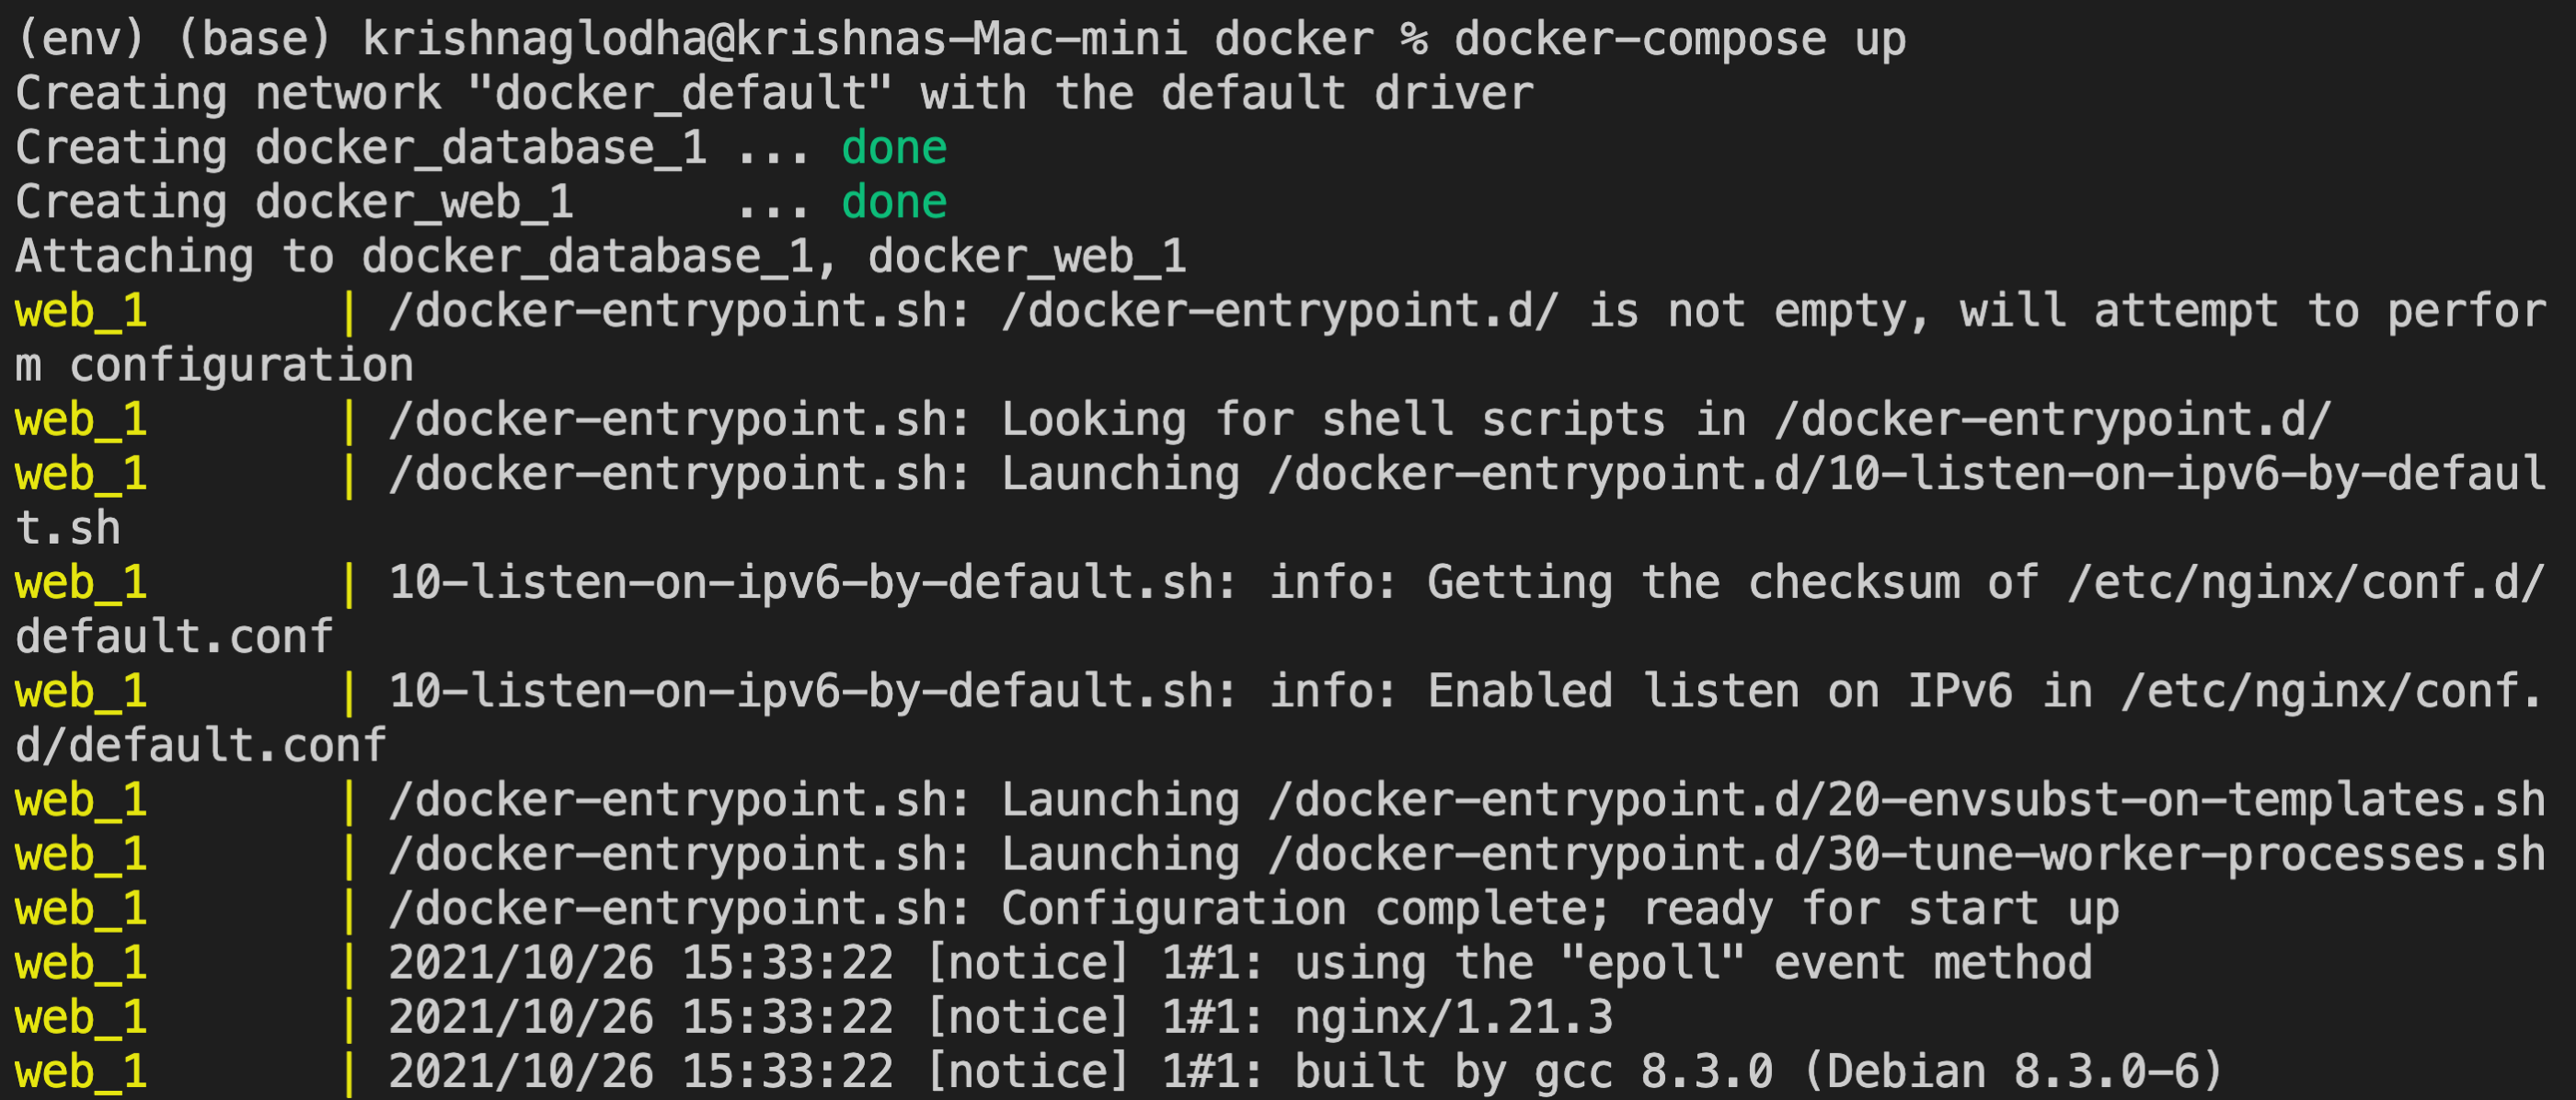 (env) (base) krishnaglodha@krishnas-Mac-mini docker % docker-compose up
Creating network "docker_default" with the default driver
Creating docker_database_1 ... done
Creating docker_web_1      ... done
Attaching to docker_database_1, docker_web_1
web_1       | /docker-entrypoint.sh: /docker-entrypoint.d/ is not empty, will attempt to perfor
m configuration
web_1       | /docker-entrypoint.sh: Looking for shell scripts in /docker-entrypoint.d/
web_1       | /docker-entrypoint.sh: Launching /docker-entrypoint.d/10-listen-on-ipv6-by-defaul
t.sh
web_1       | 10-listen-on-ipv6-by-default.sh: info: Getting the checksum of /etc/nginx/conf.d/
default.conf
web_1       | 10-listen-on-ipv6-by-default.sh: info: Enabled listen on IPv6 in /etc/nginx/conf.
d/default.conf
web_1       | /docker-entrypoint.sh: Launching /docker-entrypoint.d/20-envsubst-on-templates.sh
web_1       | /docker-entrypoint.sh: Launching /docker-entrypoint.d/30-tune-worker-processes.sh
web_1       | /docker-entrypoint.sh: Configuration complete; ready for start up
web_1       | 2021/10/26 15:33:22 [notice] 1#1: using the "epoll" event method
web_1       | 2021/10/26 15:33:22 [notice] 1#1: nginx/1.21.3
web_1       | 2021/10/26 15:33:22 [notice] 1#1: built by gcc 8.3.0 (Debian 8.3.0-6)